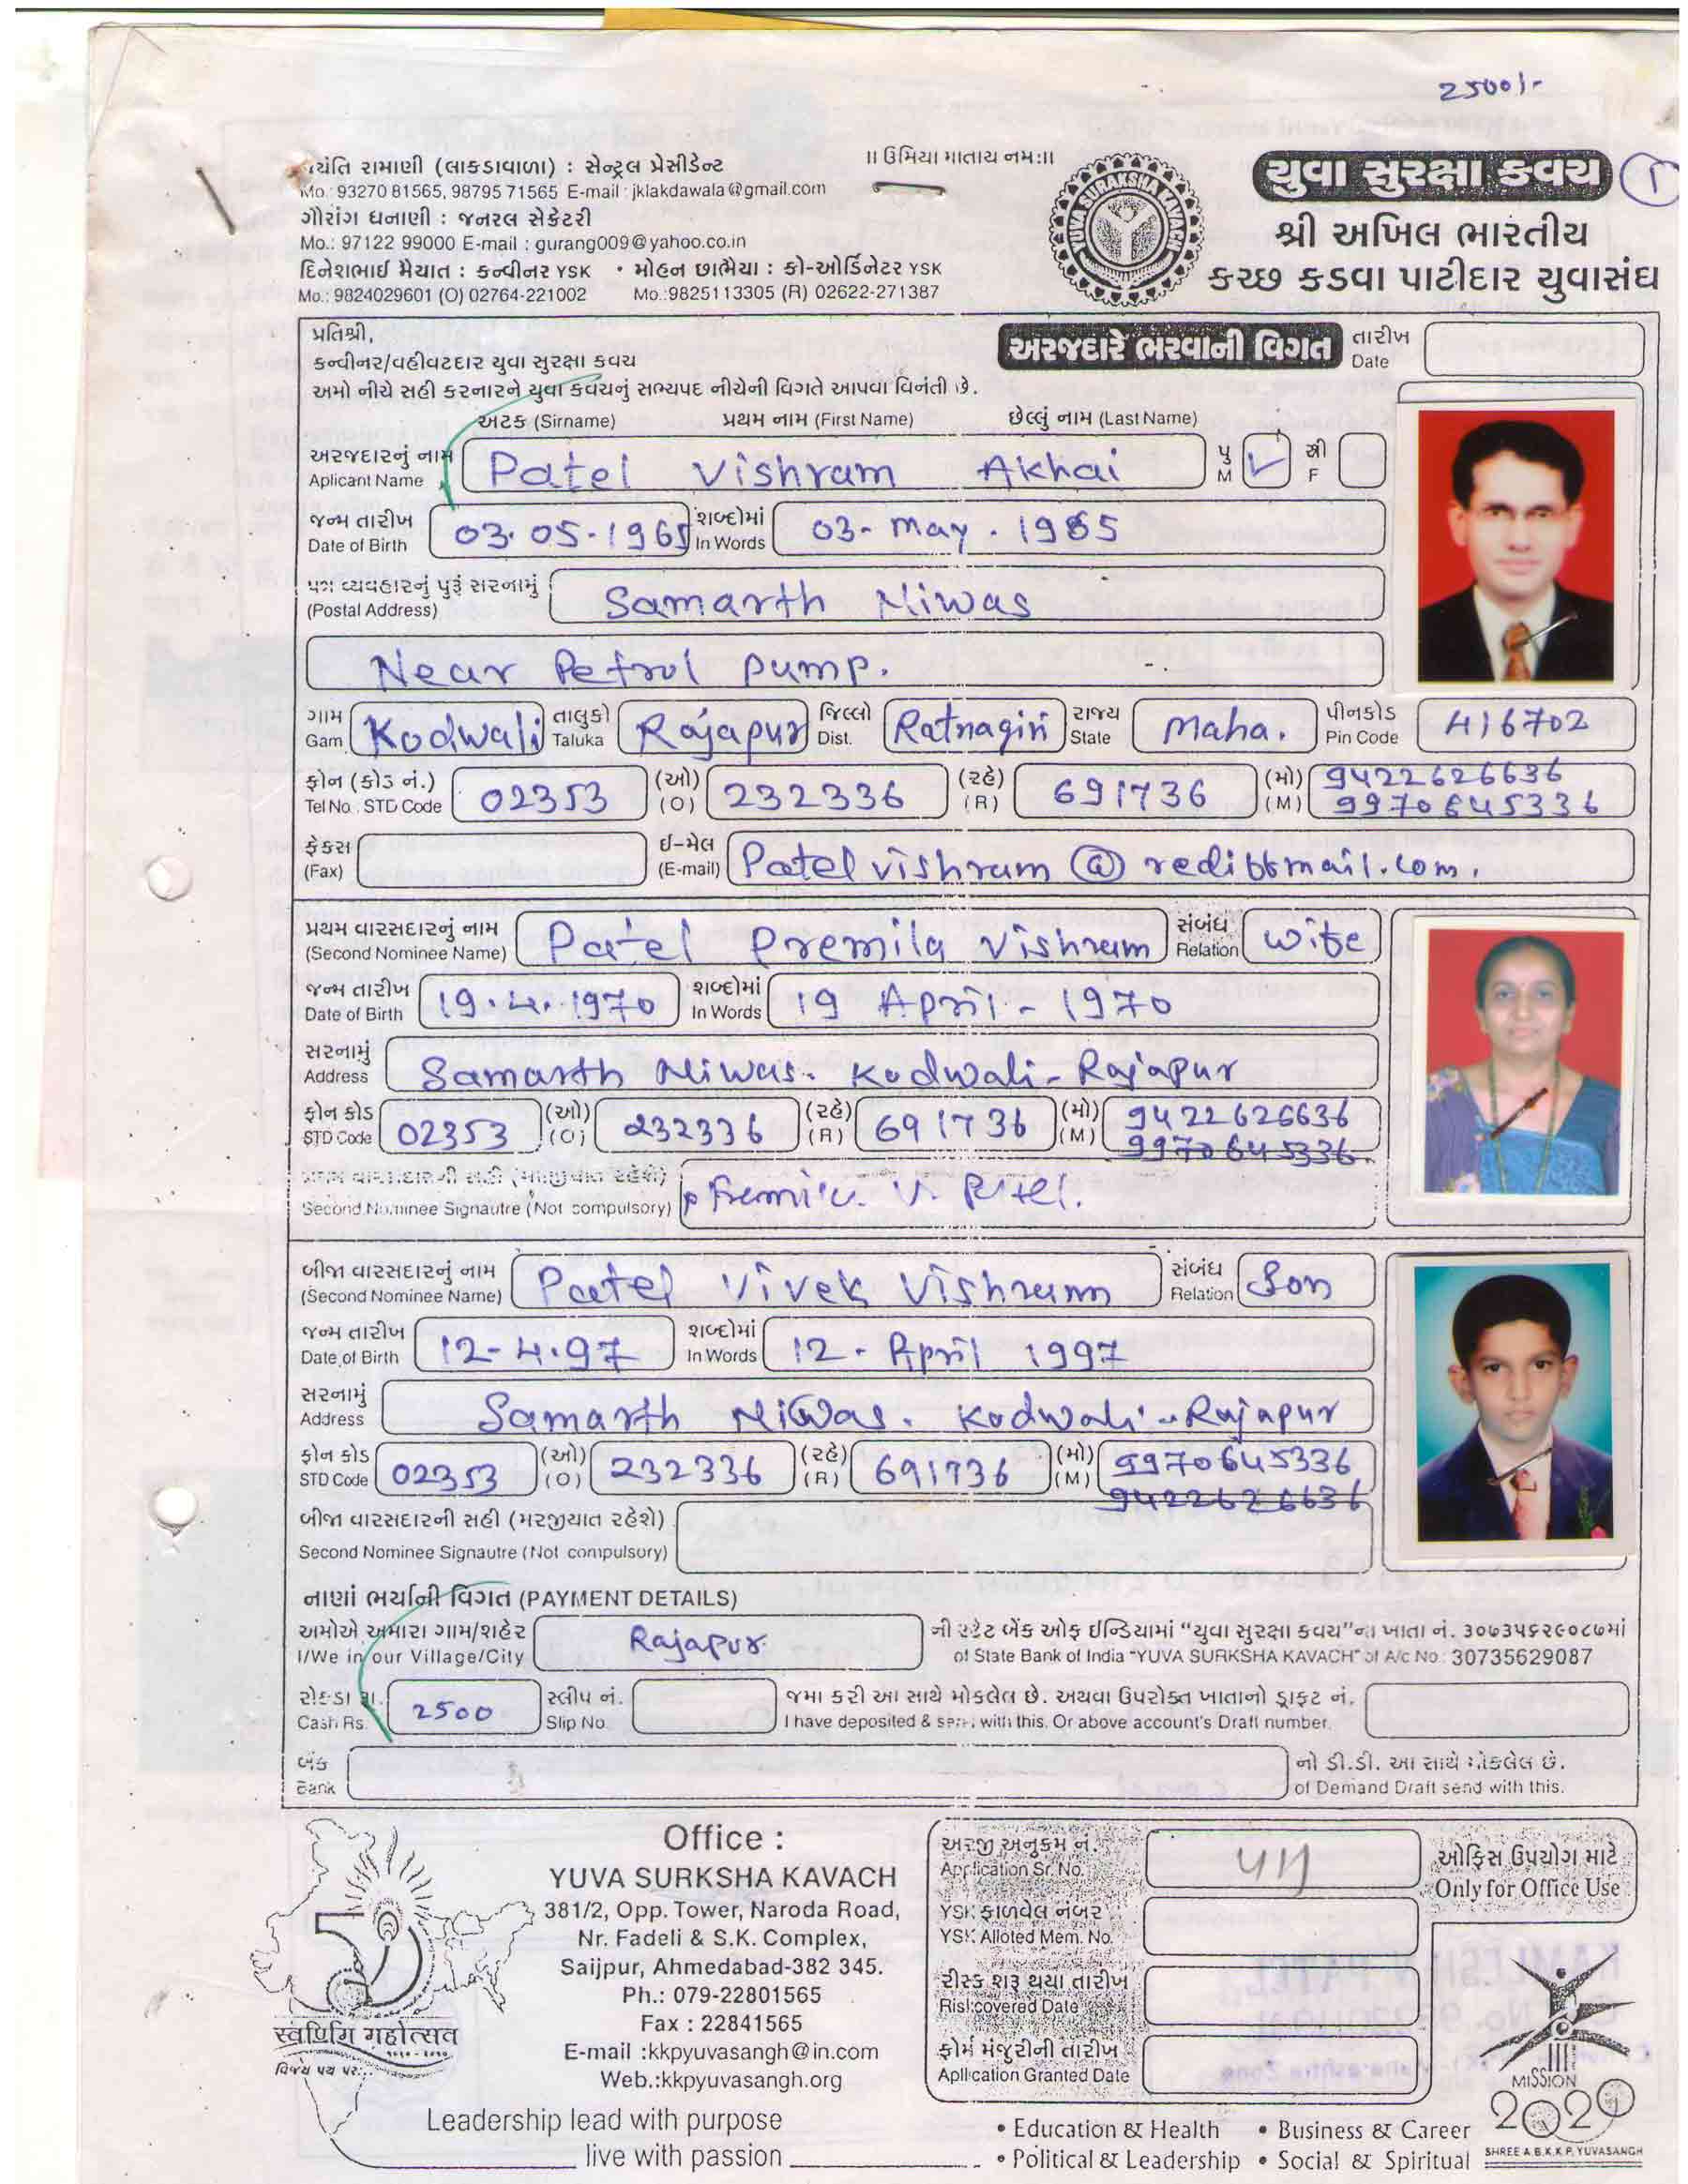 2500/-
જયંતિ રામાણી (લાકડાવાળા) : સેન્ટ્રલ પ્રેસીડેન્ટ
Mo.: 93270 81565, 98795 71565 E-mail : jklakdawala@gmail.com
ગૌરાંગ ધનાણી : જનરલ સેક્રેટરી
Mo.: 97122 99000 E-mail : gurang009@yahoo.co.in
દિનેશભાઈ મૈયાત : કન્વીનર YSK • મોહન છાભૈયા : કો-ઓર્ડિનેટર YSK
Mo.: 9824029601 (O) 02764-221002 Mo.:9825113305 (R) 02622-271387
॥ ઉમિયા માતાય નમઃ॥
YUVA SURAKSHA KAVACH
યુવા સુરક્ષા કવચ
શ્રી અખિલ ભારતીય
કચ્છ કડવા પાટીદાર યુવાસંઘ
પ્રતિશ્રી,
કન્વીનર/વહીવટદાર યુવા સુરક્ષા કવચ
અમો નીચે સહી કરનારને યુવા કવચનું સભ્યપદ નીચેની વિગતે આપવા વિનંતી છે.
અરજદારે ભરવાની વિગત
તારીખ
Date
અટક (Sirname) પ્રથમ નામ (First Name) છેલ્લું નામ (Last Name)
અરજદારનું નામ
Aplicant Name Patel Vishram Akhai
પુ M સ્ત્રી F
જન્મ તારીખ શબ્દોમાં
Date of Birth 03.05-1965 In Words 03- may . 1965
પત્ર વ્યવહારનું પુરૂં સરનામું
(Postal Address) Samarth Niwas
Near Petrol pump.
ગામ તાલુકો જિલ્લો રાજ્ય પીનકોડ
Gam Kodwali Taluka Rajapur Dist. Ratnagiri State Maha. Pin Code 416702
ફોન (કોડ નં.) (ઓ) (રહે) (મો) 9422626636
Tel No. STD Code 02353 (O) 232336 (R) 691736 (M) 9970645336
ફેકસ ઈ-મેલ
(Fax) (E-mail) Patelvishram @ redibbmail.com.
પ્રથમ વારસદારનું નામ સંબંધ
(Second Nominee Name) Patel Premila Vishram Relation wife
જન્મ તારીખ શબ્દોમાં
Date of Birth 19.4.1970 In Words 19 April - 1970
સરનામું
Address Samarth Niwas. Kodwali- Rajapur
ફોન કોડ (ઓ) (રહે) (મો) 9422626636
STD Code 02353 (O) 232336 (R) 691736 (M) 9970645336.
Second Nominee Signautre (Not compulsory)
બીજા વારસદારનું નામ સંબંધ
(Second Nominee Name) Patel Vivek Vishram Relation Son
જન્મ તારીખ શબ્દોમાં
Date of Birth 12-4.97 In Words 12 - April 1997
સરનામું
Address Samarth Niwas. Kodwali - Rajapur
ફોન કોડ (ઓ) (રહે) (મો)
STD Code 02353 (O) 232336 (R) 691736 (M) 9970645336,
9422626636
બીજા વારસદારની સહી (મરજીયાત રહેશે)
Second Nominee Signautre (Not compulsory)
નાણાં ભર્યાની વિગત (PAYMENT DETAILS)
અમોએ અમારા ગામ/શહેર ની સ્ટેટ બેંક ઓફ ઈન્ડિયામાં "યુવા સુરક્ષા કવચ"ના ખાતા નં. ૩૦૭૩૫૬૨૯૦૮૭માં
I/We in our Village/City Rajapur of State Bank of India "YUVA SURKSHA KAVACH" of A/c No. 30735629087
રોકડા રૂા. સ્લીપ નં. જમા કરી આ સાથે મોકલેલ છે. અથવા ઉપરોક્ત ખાતાનો ડ્રાફ્ટ નં.
Cash Rs. 2500 Slip No. I have deposited & send with this. Or above account's Draft number.
બેંક નો ડી.ડી. આ સાથે મોકલેલ છે.
Bank of Demand Draft send with this.
Office :
YUVA SURKSHA KAVACH
381/2, Opp. Tower, Naroda Road,
Nr. Fadeli & S.K. Complex,
Saijpur, Ahmedabad-382 345.
Ph.: 079-22801565
Fax : 22841565
E-mail :kkpyuvasangh@in.com
Web.:kkpyuvasangh.org
અરજી અનુક્રમ નં.
Application Sr. No.
ઓફિસ ઉપયોગ માટે
Only for Office Use
YSK ફાળવેલ નંબર
YSK Alloted Mem. No.
રીસ્ક શરૂ થયા તારીખ
Risk covered Date
ફોર્મ મંજુરીની તારીખ
Apllication Granted Date
સ્વર્ણિમ મહોત્સવ
વિજય પથ પર
Leadership lead with purpose
live with passion
• Education & Health • Business & Career
• Political & Leadership • Social & Spiritual
MISSION
2020
SHREE A.B.K.K.P. YUVASANGH